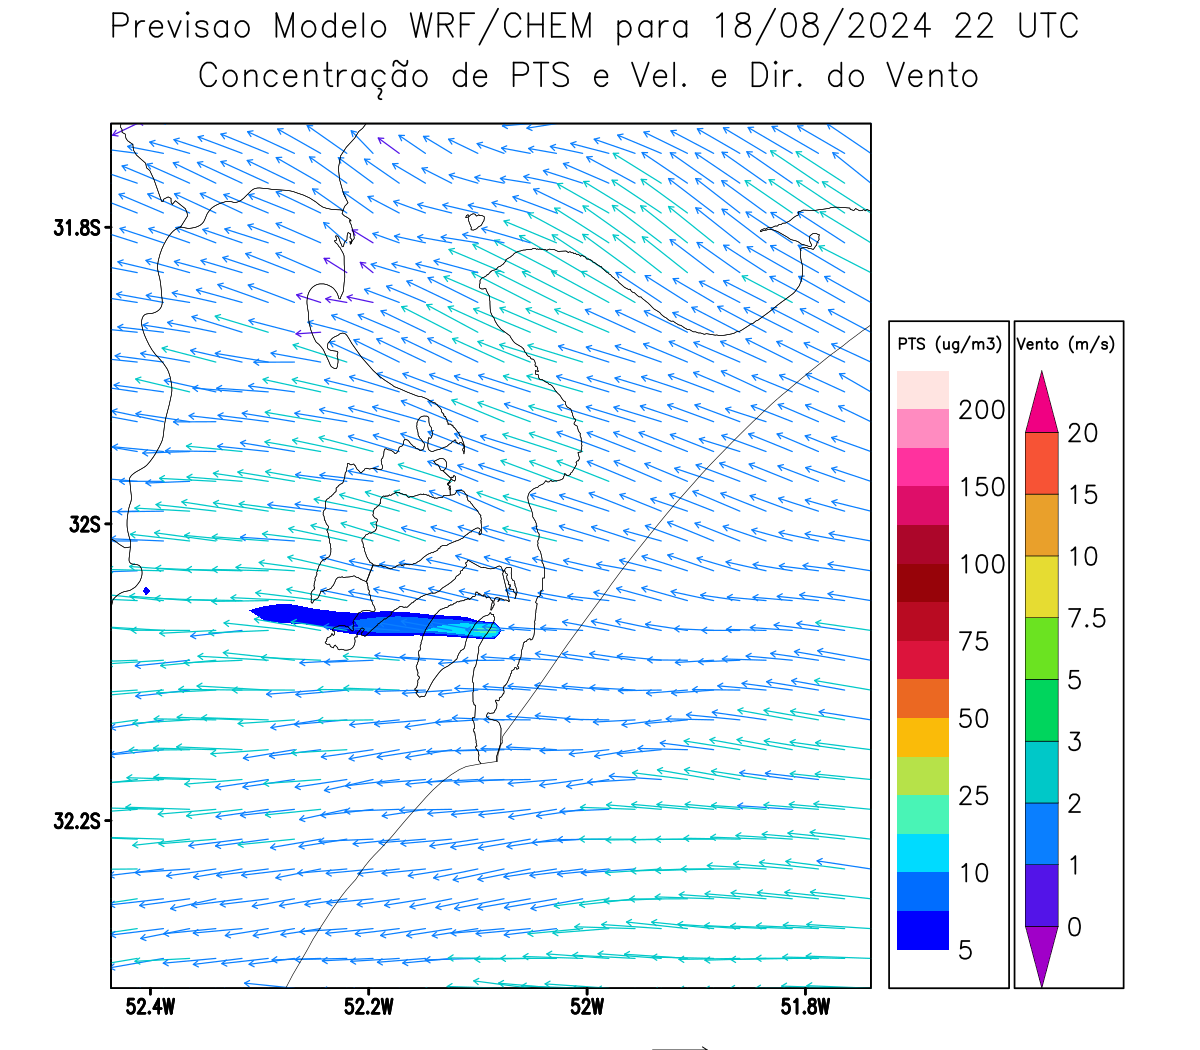 Previsao Modelo WRF/CHEM para 18/08/2024 22 UTC
Concentração de PTS e Vel. e Dir. do Vento
31.8S
32S
32.2S
52.4W 52.2W 52W 51.8W
PTS (ug/m3)
200
150
100
75
50
25
10
5
Vento (m/s)
20
15
10
7.5
5
3
2
1
0